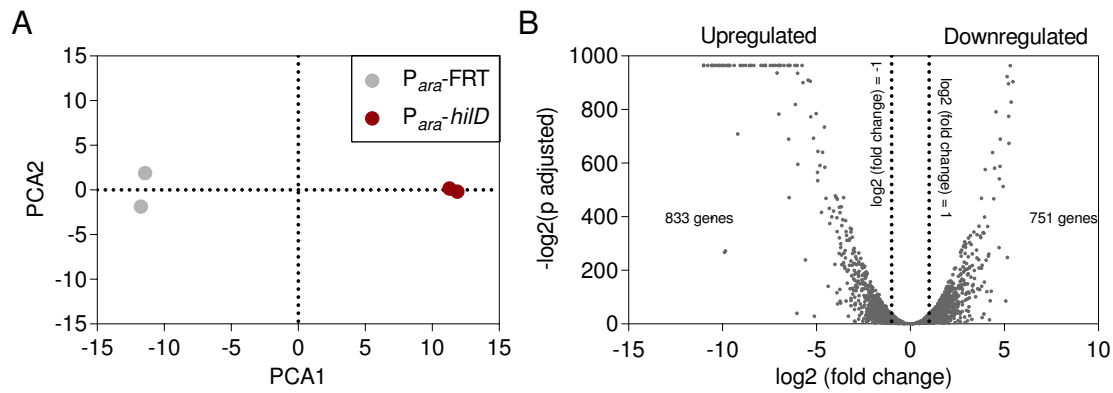 A
15
10
5
0
-5
-10
-15
-15
-10
-5
0
5
10
15
PCA2
PCA1
P ara-FRT
P ara-hilD
B
Upregulated
Downregulated
1000
800
600
400
200
0
-15
-10
-5
0
5
10
-log2(p adjusted)
log2 (fold change)
log2 (fold change) = -1
log2 (fold change) = 1
833 genes
751 genes